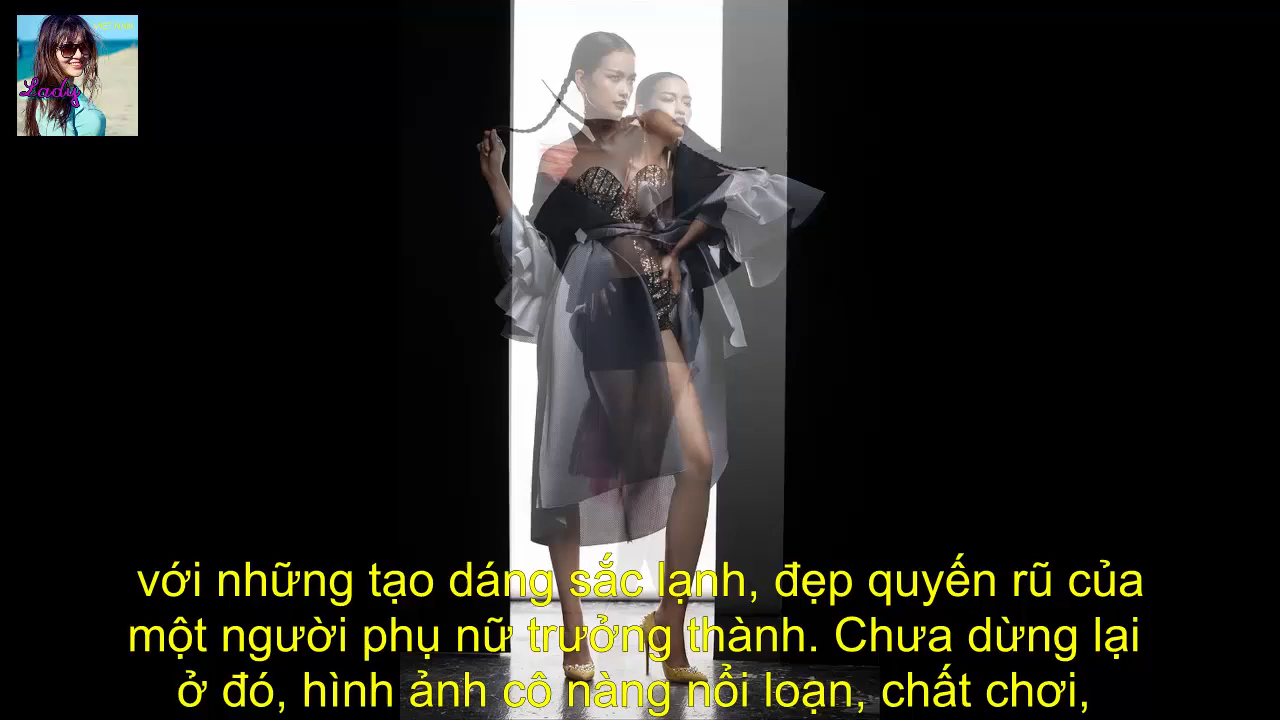 Lady
với những tạo dáng sắc lạnh, đẹp quyến rũ của
một người phụ nữ trưởng thành. Chưa dừng lại
ở đó, hình ảnh cô nàng nổi loạn, chất chơi,